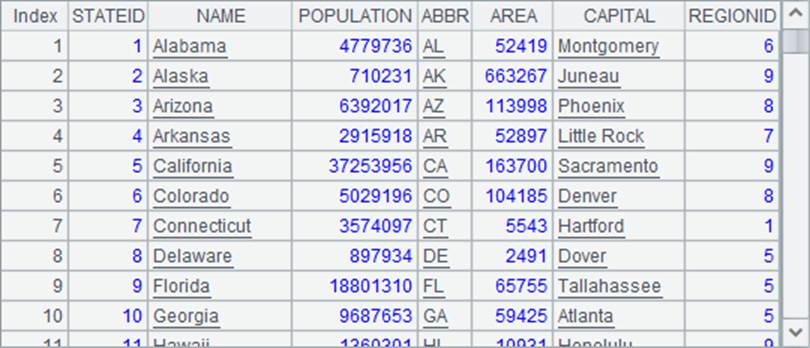 Index STATEID NAME POPULATION ABBR AREA CAPITAL REGIONID
1 1 Alabama 4779736 AL 52419 Montgomery 6
2 2 Alaska 710231 AK 663267 Juneau 9
3 3 Arizona 6392017 AZ 113998 Phoenix 8
4 4 Arkansas 2915918 AR 52897 Little Rock 7
5 5 California 37253956 CA 163700 Sacramento 9
6 6 Colorado 5029196 CO 104185 Denver 8
7 7 Connecticut 3574097 CT 5543 Hartford 1
8 8 Delaware 897934 DE 2491 Dover 5
9 9 Florida 18801310 FL 65755 Tallahassee 5
10 10 Georgia 9687653 GA 59425 Atlanta 5
11 11 Hawaii 1360301 HI 10931 Honolulu 9